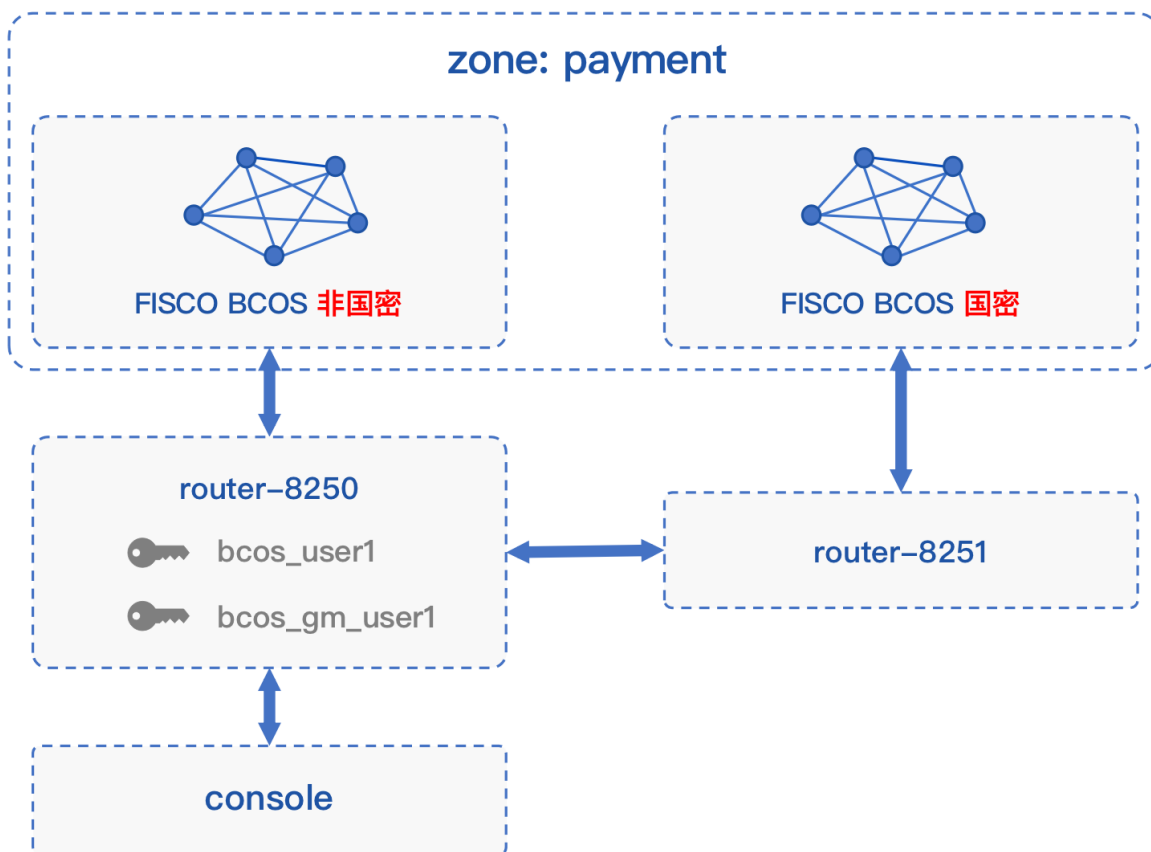 zone: payment
FISCO BCOS 非国密
FISCO BCOS 国密
router-8250
bcos_user1
bcos_gm_user1
router-8251
console